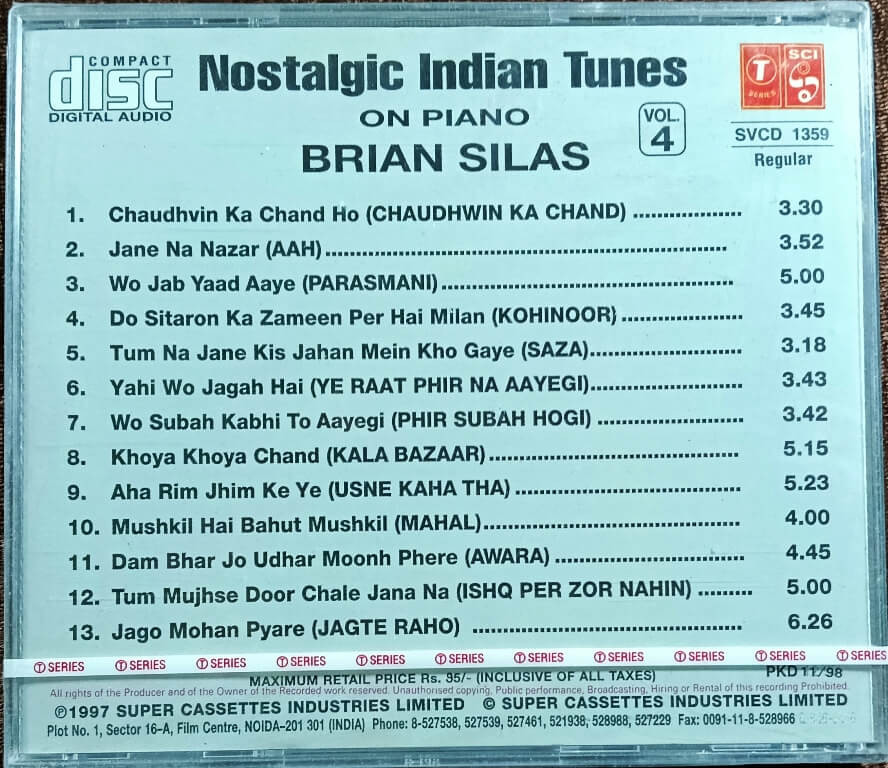 COMPACT
disc
DIGITAL AUDIO
Nostalgic Indian Tunes
ON PIANO
VOL.
4
BRIAN SILAS
T
SERIES
SCI
SVCD 1359
Regular
1. Chaudhvin Ka Chand Ho (CHAUDHWIN KA CHAND) ................... 3.30
2. Jane Na Nazar (AAH)...................................................................... 3.52
3. Wo Jab Yaad Aaye (PARASMANI)................................................... 5.00
4. Do Sitaron Ka Zameen Per Hai Milan (KOHINOOR) ..................... 3.45
5. Tum Na Jane Kis Jahan Mein Kho Gaye (SAZA).......................... 3.18
6. Yahi Wo Jagah Hai (YE RAAT PHIR NA AAYEGI).......................... 3.43
7. Wo Subah Kabhi To Aayegi (PHIR SUBAH HOGI) ......................... 3.42
8. Khoya Khoya Chand (KALA BAZAAR)............................................ 5.15
9. Aha Rim Jhim Ke Ye (USNE KAHA THA) ....................................... 5.23
10. Mushkil Hai Bahut Mushkil (MAHAL)............................................. 4.00
11. Dam Bhar Jo Udhar Moonh Phere (AWARA) ................................. 4.45
12. Tum Mujhse Door Chale Jana Na (ISHQ PER ZOR NAHIN) ......... 5.00
13. Jago Mohan Pyare (JAGTE RAHO) ............................................... 6.26
T SERIES T SERIES T SERIES T SERIES T SERIES T SERIES T SERIES T SERIES T SERIES T SERIES T SERIES
MAXIMUM RETAIL PRICE Rs. 95/- (INCLUSIVE OF ALL TAXES) PKD 11/98
All rights of the Producer and of the Owner of the Recorded work reserved. Unauthorised copying, Public performance, Broadcasting, Hiring or Rental of this recording Prohibited.
℗1997 SUPER CASSETTES INDUSTRIES LIMITED © SUPER CASSETTES INDUSTRIES LIMITED
Plot No. 1, Sector 16-A, Film Centre, NOIDA-201 301 (INDIA) Phone: 8-527538, 527539, 527461, 521938, 528988, 527229 Fax: 0091-11-8-528966